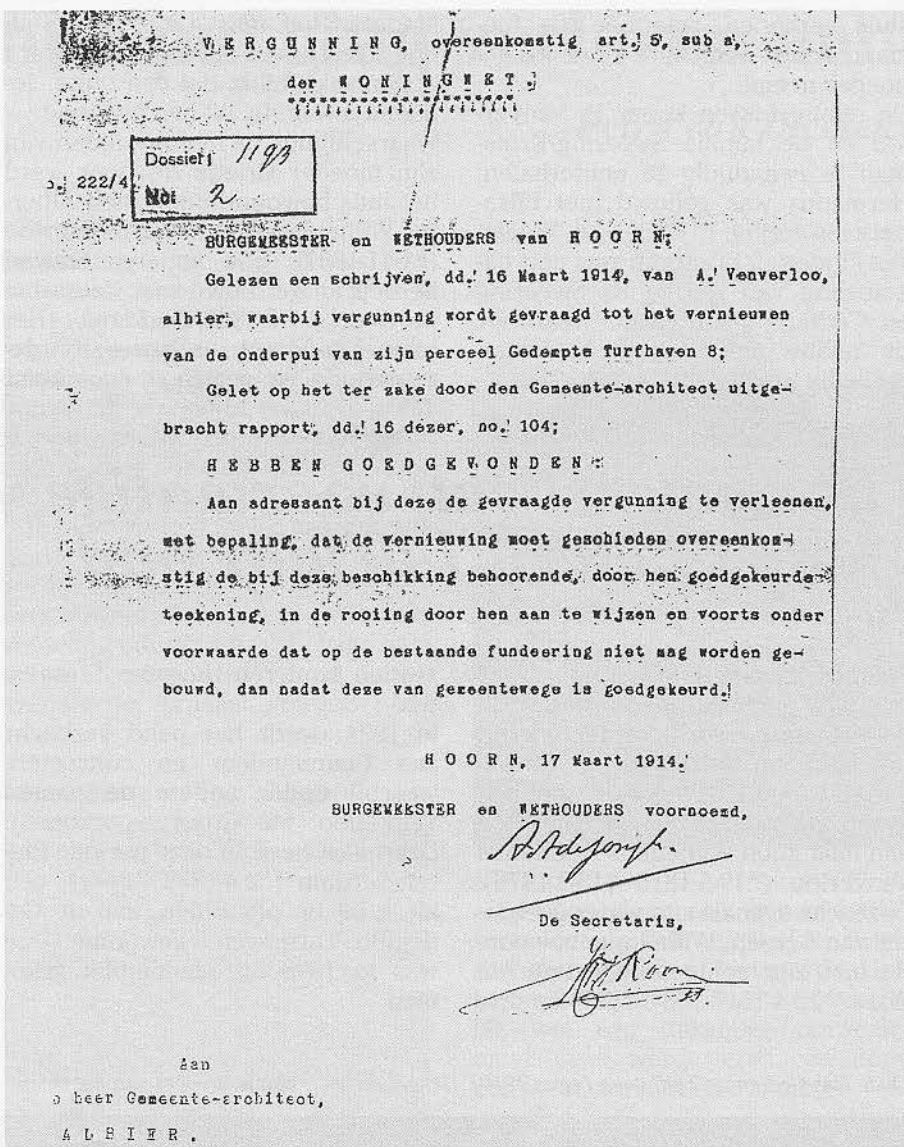 VERGUNNING, overeenkomstig art. 5, sub a,
der WONINGWET.
Dossier: 1193
No: 2
o. 222/4
BURGEMEESTER en WETHOUDERS van HOORN;
Gelezen een schrijven, dd. 16 Maart 1914, van A. Venverloo,
albier, waarbij vergunning wordt gevraagd tot het vernieuwen
van de onderpui van zijn perceel Gedempte Turfhaven 8;
Gelet op het ter zake door den Gemeente-architect uitge-
bracht rapport, dd. 16 dezer, no. 104;
HEBBEN GOEDGEVONDEN:
Aan adressant bij deze de gevraagde vergunning te verleenen,
met bepaling, dat de vernieuwing moet geschieden overeenkom-
stig de bij deze beschikking behoorende, door hen goedgekeurde
teekening, in de rooiing door hen aan te wijzen en voorts onder
voorwaarde dat op de bestaande fundeering niet mag worden ge-
bouwd, dan nadat deze van gemeentewege is goedgekeurd.
HOORN, 17 Maart 1914.
BURGEMEESTER en WETHOUDERS voornoemd,
De Secretaris,
Aan
heer Gemeente-architect,
ALHIER.